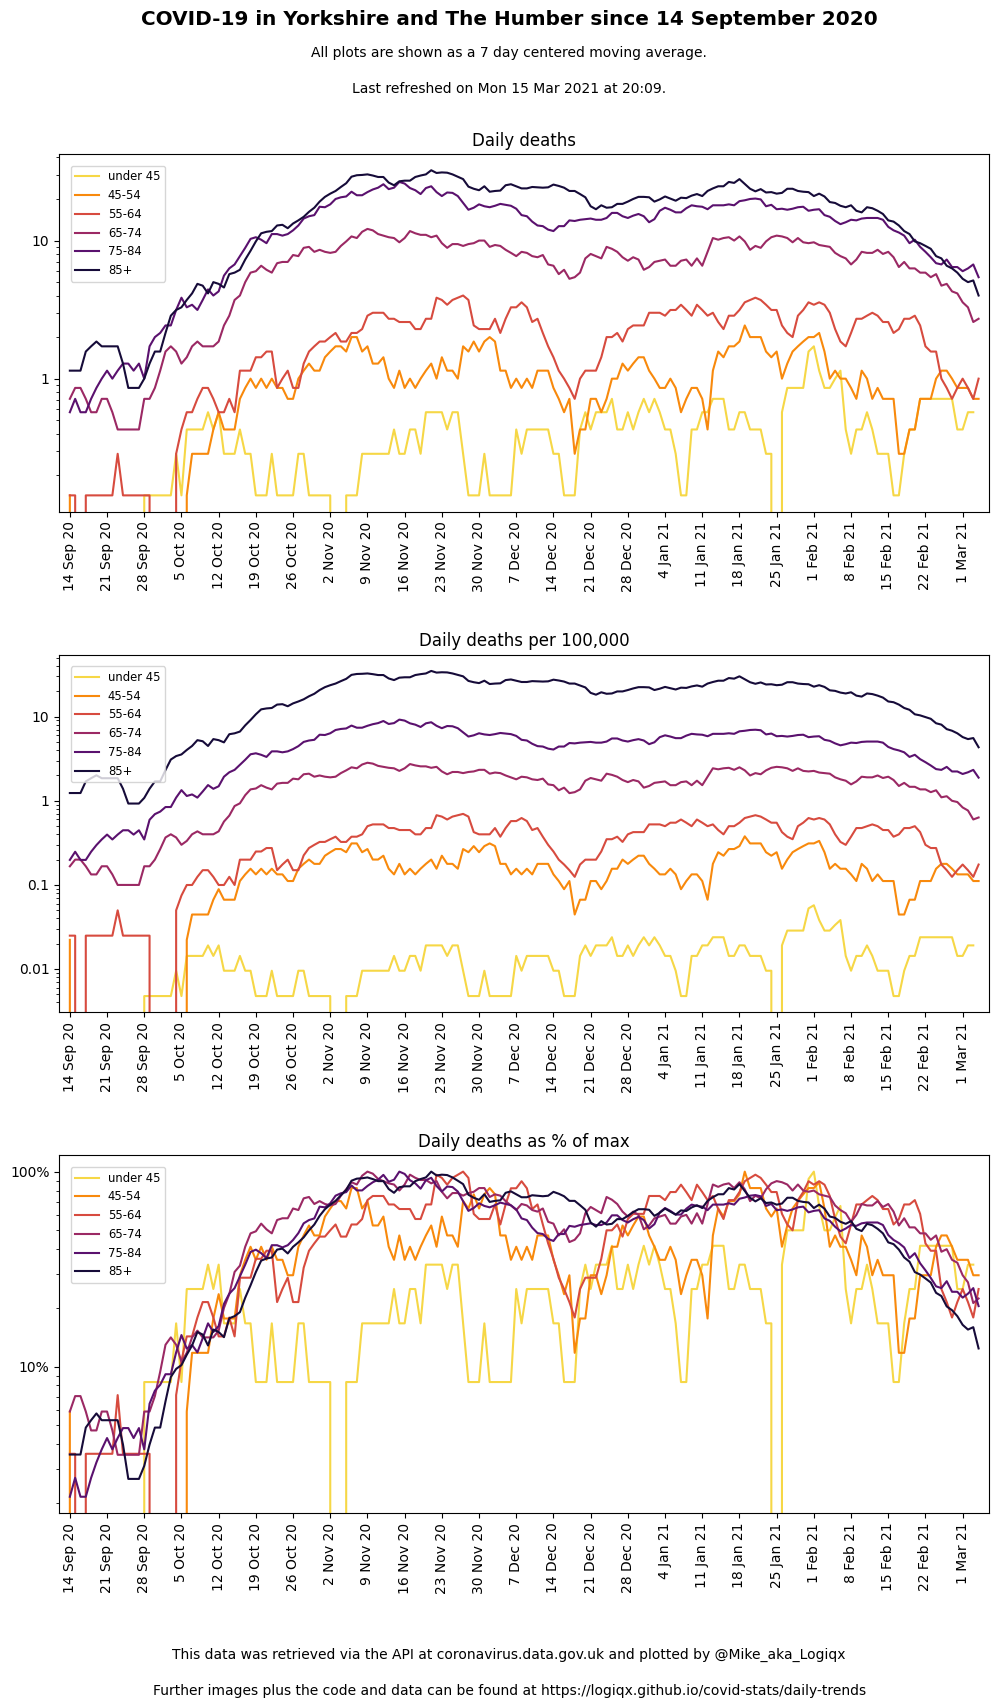 COVID-19 in Yorkshire and The Humber since 14 September 2020
All plots are shown as a 7 day centered moving average.
Last refreshed on Mon 15 Mar 2021 at 20:09.
Daily deaths
under 45
45-54
55-64
65-74
75-84
85+
10
1
14 Sep 20
21 Sep 20
28 Sep 20
5 Oct 20
12 Oct 20
19 Oct 20
26 Oct 20
2 Nov 20
9 Nov 20
16 Nov 20
23 Nov 20
30 Nov 20
7 Dec 20
14 Dec 20
21 Dec 20
28 Dec 20
4 Jan 21
11 Jan 21
18 Jan 21
25 Jan 21
1 Feb 21
8 Feb 21
15 Feb 21
22 Feb 21
1 Mar 21
Daily deaths per 100,000
under 45
45-54
55-64
65-74
75-84
85+
10
1
0.1
0.01
14 Sep 20
21 Sep 20
28 Sep 20
5 Oct 20
12 Oct 20
19 Oct 20
26 Oct 20
2 Nov 20
9 Nov 20
16 Nov 20
23 Nov 20
30 Nov 20
7 Dec 20
14 Dec 20
21 Dec 20
28 Dec 20
4 Jan 21
11 Jan 21
18 Jan 21
25 Jan 21
1 Feb 21
8 Feb 21
15 Feb 21
22 Feb 21
1 Mar 21
Daily deaths as % of max
under 45
45-54
55-64
65-74
75-84
85+
100%
10%
14 Sep 20
21 Sep 20
28 Sep 20
5 Oct 20
12 Oct 20
19 Oct 20
26 Oct 20
2 Nov 20
9 Nov 20
16 Nov 20
23 Nov 20
30 Nov 20
7 Dec 20
14 Dec 20
21 Dec 20
28 Dec 20
4 Jan 21
11 Jan 21
18 Jan 21
25 Jan 21
1 Feb 21
8 Feb 21
15 Feb 21
22 Feb 21
1 Mar 21
This data was retrieved via the API at coronavirus.data.gov.uk and plotted by @Mike_aka_Logiqx
Further images plus the code and data can be found at https://logiqx.github.io/covid-stats/daily-trends